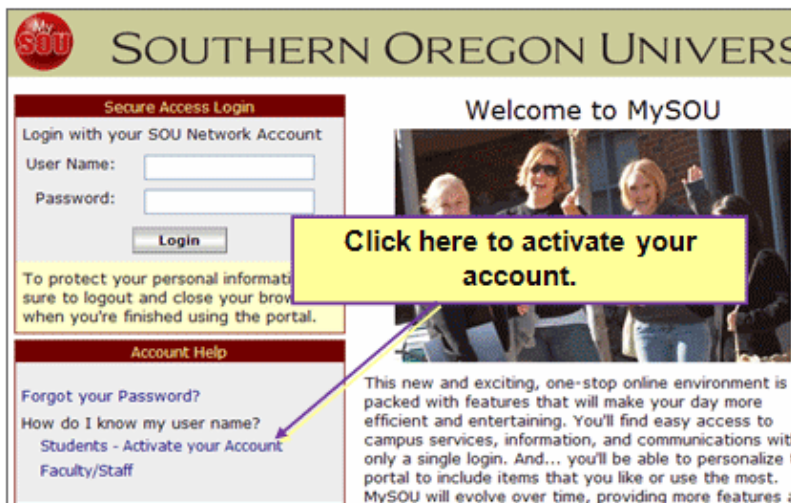 My
SOU
SOUTHERN OREGON UNIVERS
Secure Access Login
Login with your SOU Network Account
User Name:
Password:
Login
To protect your personal informati
sure to logout and close your brow
when you're finished using the portal.
Account Help
Forgot your Password?
How do I know my user name?
Students - Activate your Account
Faculty/Staff
Welcome to MySOU
Click here to activate your
account.
This new and exciting, one-stop online environment is
packed with features that will make your day more
efficient and entertaining. You'll find easy access to
campus services, information, and communications wit
only a single login. And... you'll be able to personalize t
portal to include items that you like or use the most.
MySOU will evolve over time, providing more features a